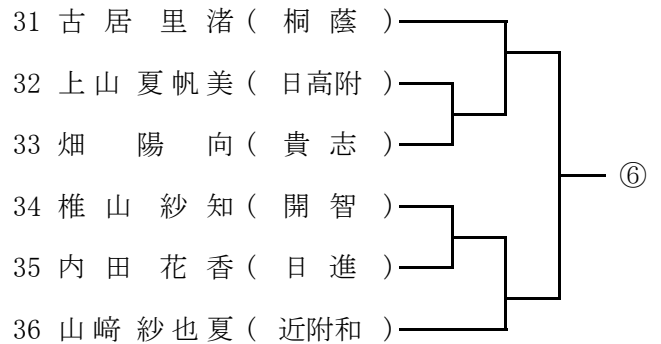 31 古居 里渚 ( 桐蔭 )
32 上山 夏帆美 ( 日高附 )
33 畑 陽向 ( 貴志 )
⑥
34 椎山 紗知 ( 開智 )
35 内田 花香 ( 日進 )
36 山﨑 紗也夏 ( 近附和 )